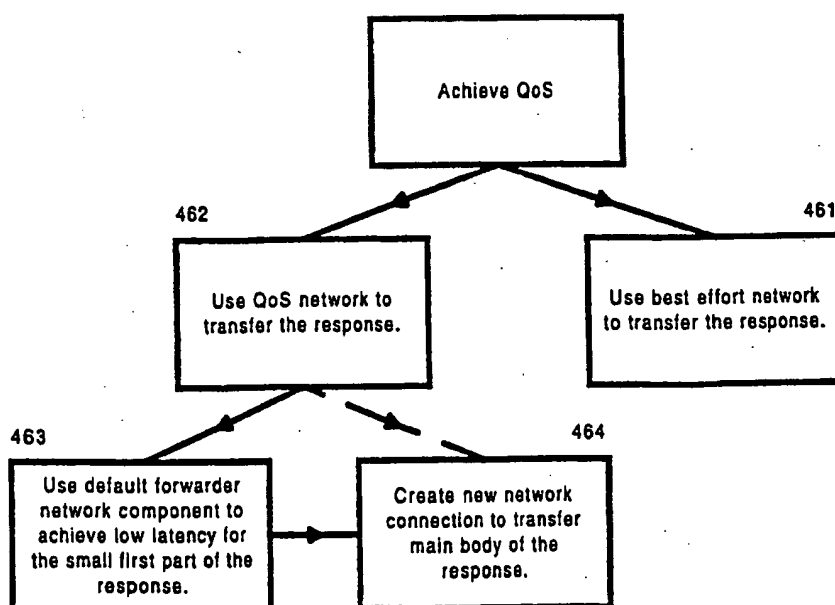 Achieve QoS
462
461
Use QoS network to
transfer the response.
Use best effort network
to transfer the response.
463
464
Use default forwarder
network component to
achieve low latency for
the small first part of the
response.
Create new network
connection to transfer
main body of the
response.